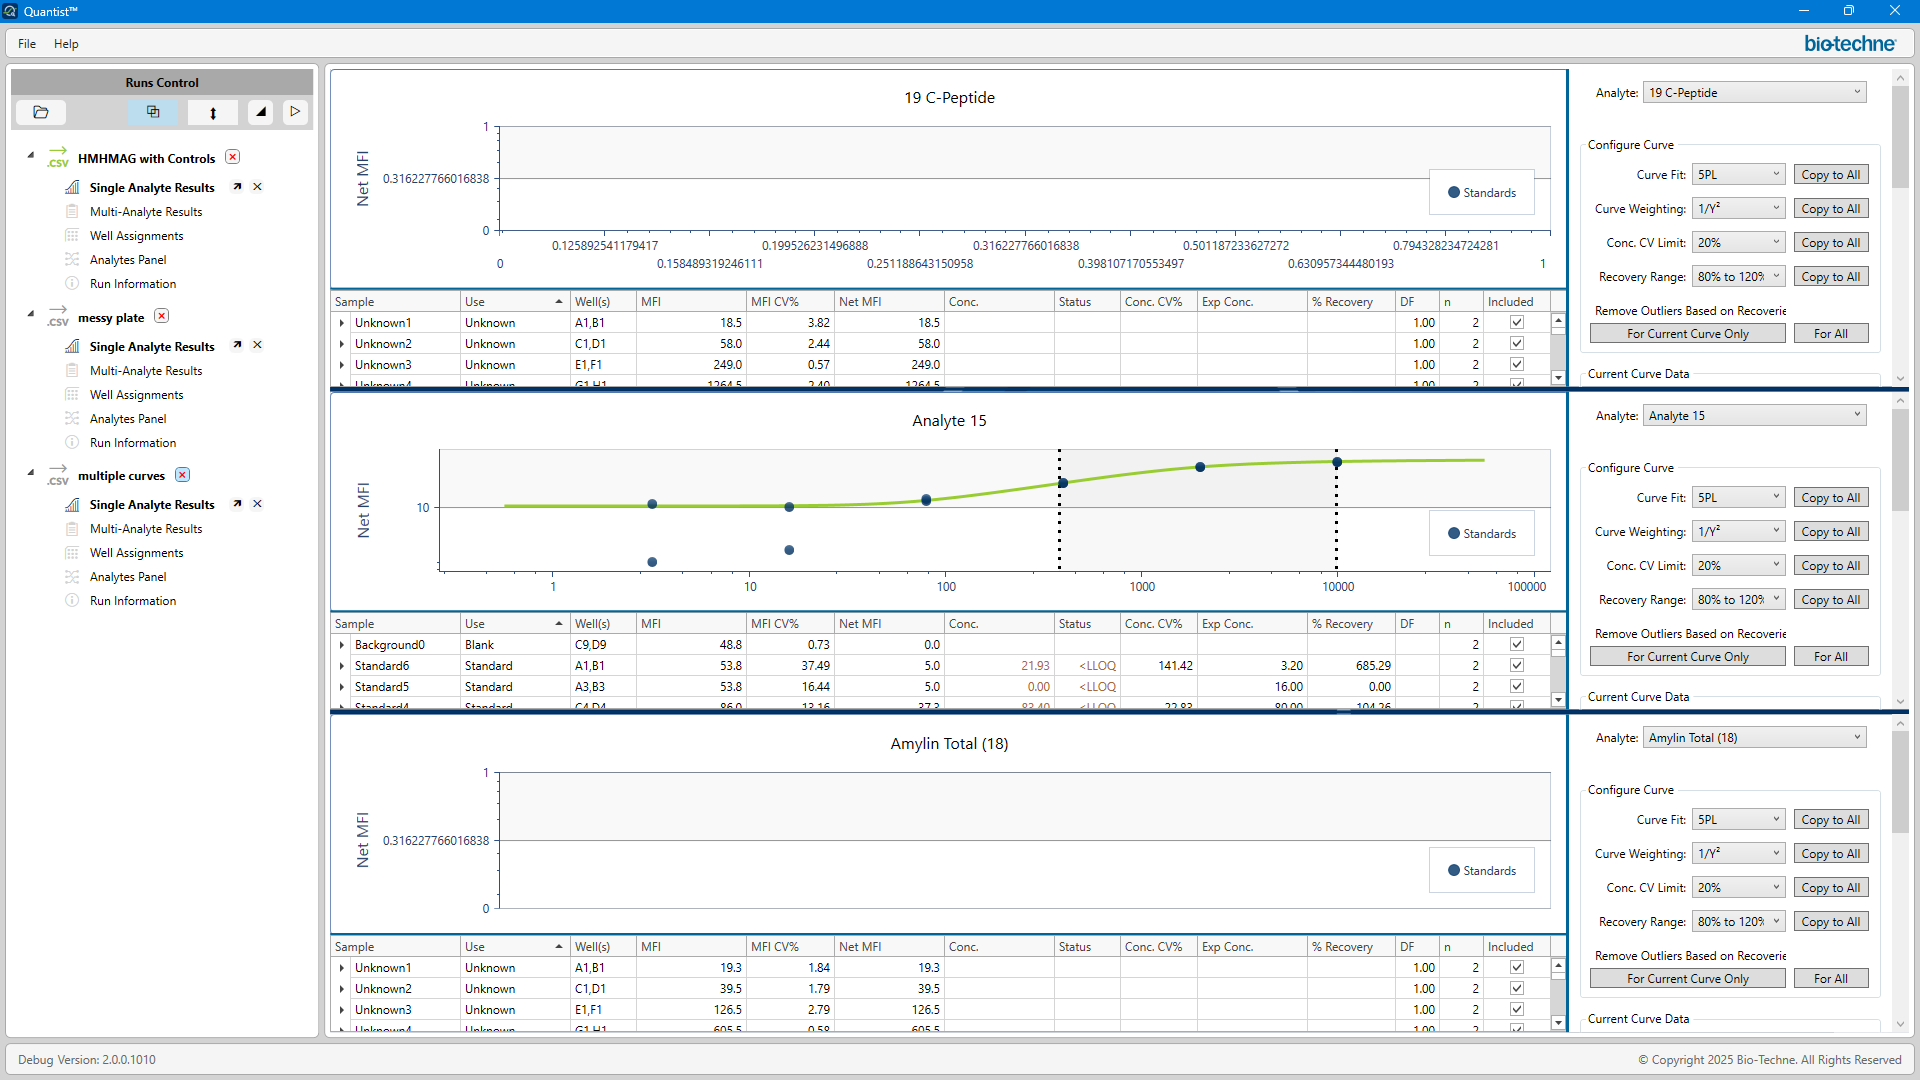 Quantist™
File Help
bio-techne
Runs Control
HMHMAG with Controls
Single Analyte Results
Multi-Analyte Results
Well Assignments
Analytes Panel
Run Information
messy plate
Single Analyte Results
Multi-Analyte Results
Well Assignments
Analytes Panel
Run Information
multiple curves
Single Analyte Results
Multi-Analyte Results
Well Assignments
Analytes Panel
Run Information
19 C-Peptide
Net MFI
1
0.316227766016838
0
Standards
0.125892541179417 0.199526231496888 0.316227766016838 0.501187233627272 0.794328234724281
0 0.158489319246111 0.251188643150958 0.398107170553497 0.630957344480193 1
Sample Use Well(s) MFI MFI CV% Net MFI Conc. Status Conc. CV% Exp Conc. % Recovery DF n Included
Unknown1 Unknown A1,B1 18.5 3.82 18.5 1.00 2
Unknown2 Unknown C1,D1 58.0 2.44 58.0 1.00 2
Unknown3 Unknown E1,F1 249.0 0.57 249.0 1.00 2
Unknown4 Unknown G1,H1 1264.5 2.40 1264.5 1.00 2
Analyte: 19 C-Peptide
Configure Curve
Curve Fit: 5PL Copy to All
Curve Weighting: 1/Y² Copy to All
Conc. CV Limit: 20% Copy to All
Recovery Range: 80% to 120% Copy to All
Remove Outliers Based on Recoverie
For Current Curve Only For All
Current Curve Data
Analyte 15
Net MFI
10
Standards
1 10 100 1000 10000 100000
Sample Use Well(s) MFI MFI CV% Net MFI Conc. Status Conc. CV% Exp Conc. % Recovery DF n Included
Background0 Blank C9,D9 48.8 0.73 0.0 2
Standard6 Standard A1,B1 53.8 37.49 5.0 21.93 <LLOQ 141.42 3.20 685.29 2
Standard5 Standard A3,B3 53.8 16.44 5.0 0.00 <LLOQ 16.00 0.00 2
Standard4 Standard C4,D4 86.0 13.16 37.3 83.40 <LLOQ 22.83 80.00 104.26 2
Analyte: Analyte 15
Configure Curve
Curve Fit: 5PL Copy to All
Curve Weighting: 1/Y² Copy to All
Conc. CV Limit: 20% Copy to All
Recovery Range: 80% to 120% Copy to All
Remove Outliers Based on Recoverie
For Current Curve Only For All
Current Curve Data
Amylin Total (18)
Net MFI
1
0.316227766016838
0
Standards
Sample Use Well(s) MFI MFI CV% Net MFI Conc. Status Conc. CV% Exp Conc. % Recovery DF n Included
Unknown1 Unknown A1,B1 19.3 1.84 19.3 1.00 2
Unknown2 Unknown C1,D1 39.5 1.79 39.5 1.00 2
Unknown3 Unknown E1,F1 126.5 2.79 126.5 1.00 2
Unknown4 Unknown G1,H1 605.5 0.58 605.5 1.00 2
Analyte: Amylin Total (18)
Configure Curve
Curve Fit: 5PL Copy to All
Curve Weighting: 1/Y² Copy to All
Conc. CV Limit: 20% Copy to All
Recovery Range: 80% to 120% Copy to All
Remove Outliers Based on Recoverie
For Current Curve Only For All
Current Curve Data
Debug Version: 2.0.0.1010
© Copyright 2025 Bio-Techne. All Rights Reserved